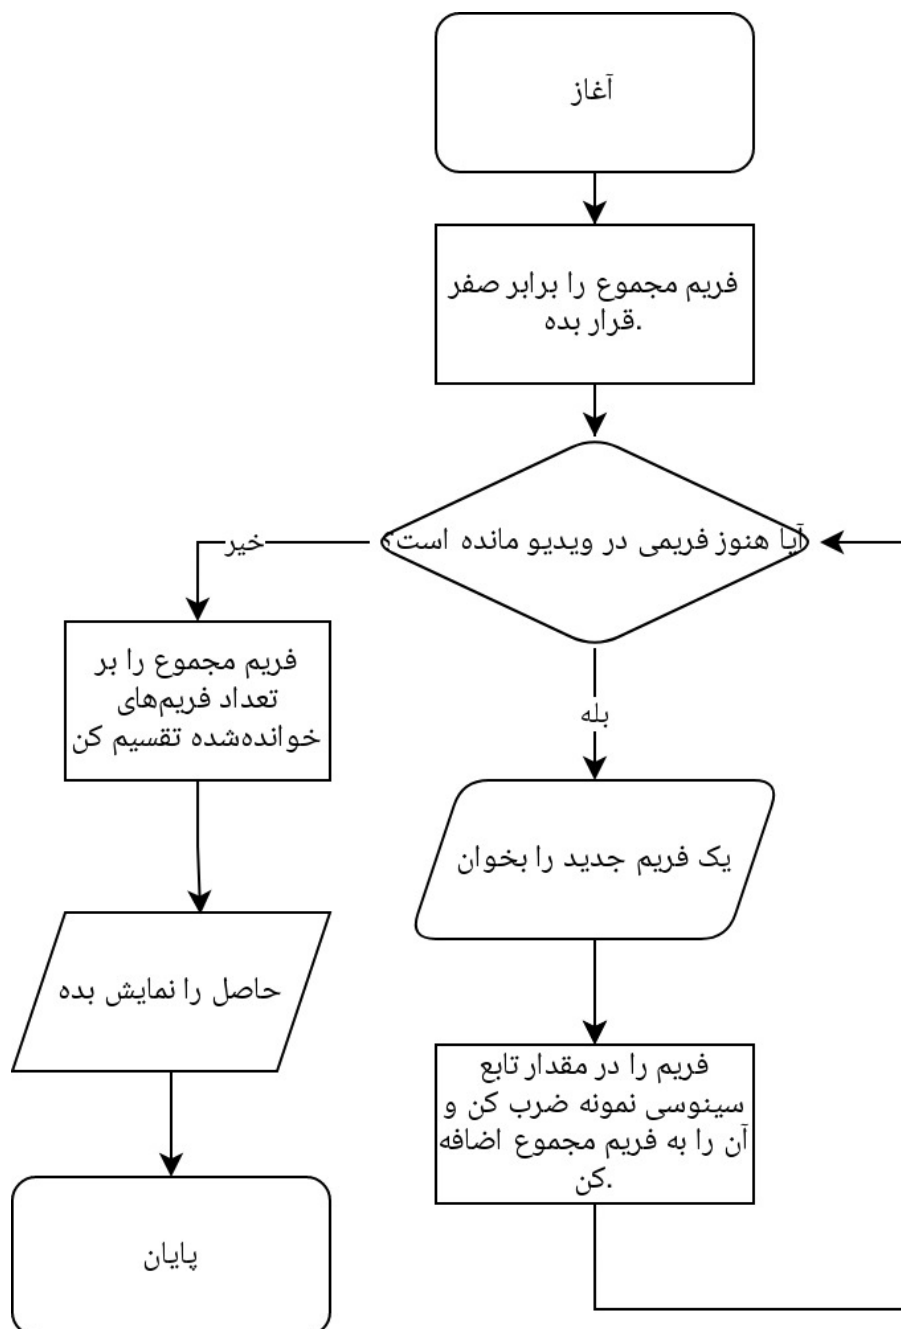 آغاز
فریم مجموع را برابر صفر
قرار بده.
آیا هنوز فریمی در ویدیو مانده است؟
خیر
بله
فریم مجموع را بر
تعداد فریم‌های
خوانده‌شده تقسیم کن
یک فریم جدید را بخوان
حاصل را نمایش بده
فریم را در مقدار تابع
سینوسی نمونه ضرب کن و
آن را به فریم مجموع اضافه
کن.
پایان